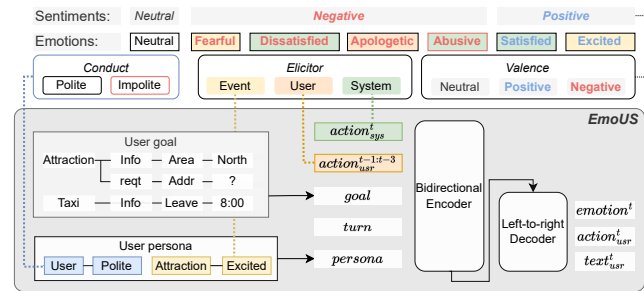 Sentiments: Neutral Negative Positive
Emotions: Neutral Fearful Dissatisfied Apologetic Abusive Satisfied Excited
Conduct Elicitor Valence
Polite Impolite Event User System Neutral Positive Negative
EmoUS
User goal
Attraction Info Area North
reqt Addr ?
Taxi Info Leave 8:00
User persona
User Polite Attraction Excited
action^t_sys
action^{t-1:t-3}_usr
goal
turn
persona
Bidirectional
Encoder
Left-to-right
Decoder
emotion^t
action^t_usr
text^t_usr